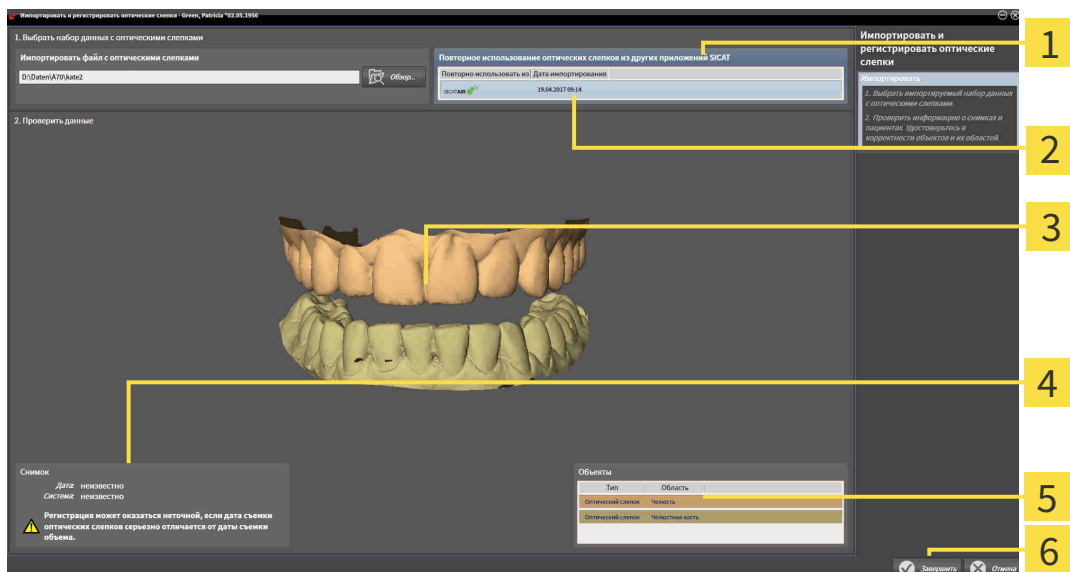 Импортировать и регистрировать оптические слепки - Green, Patricia *02.05.1956
1. Выбрать набор данных с оптическими слепками
Импортировать файл с оптическими слепками
D:\Daten\A70\kate2
Обзор...
Повторное использование оптических слепков из других приложений SICAT
Повторно использовать из Дата импортирования
SICAT AIR 19.04.2017 09:14
Импортировать и
регистрировать оптические
слепки
Импортировать
1. Выбрать импортируемый набор данных
с оптическими слепками.
2. Проверить информацию о снимках и
пациентах. Удостоверьтесь в
корректности объектов и их областей.
1
2
3
4
5
6
2. Проверить данные
Снимок
Дата: неизвестно
Система: неизвестно
Регистрация может оказаться неточной, если дата съемки
оптических слепков серьезно отличается от даты съемки
объема.
Объекты
Тип Область
Оптический слепок Челюсть
Оптический слепок Челюстная кость
Завершить
Отмена